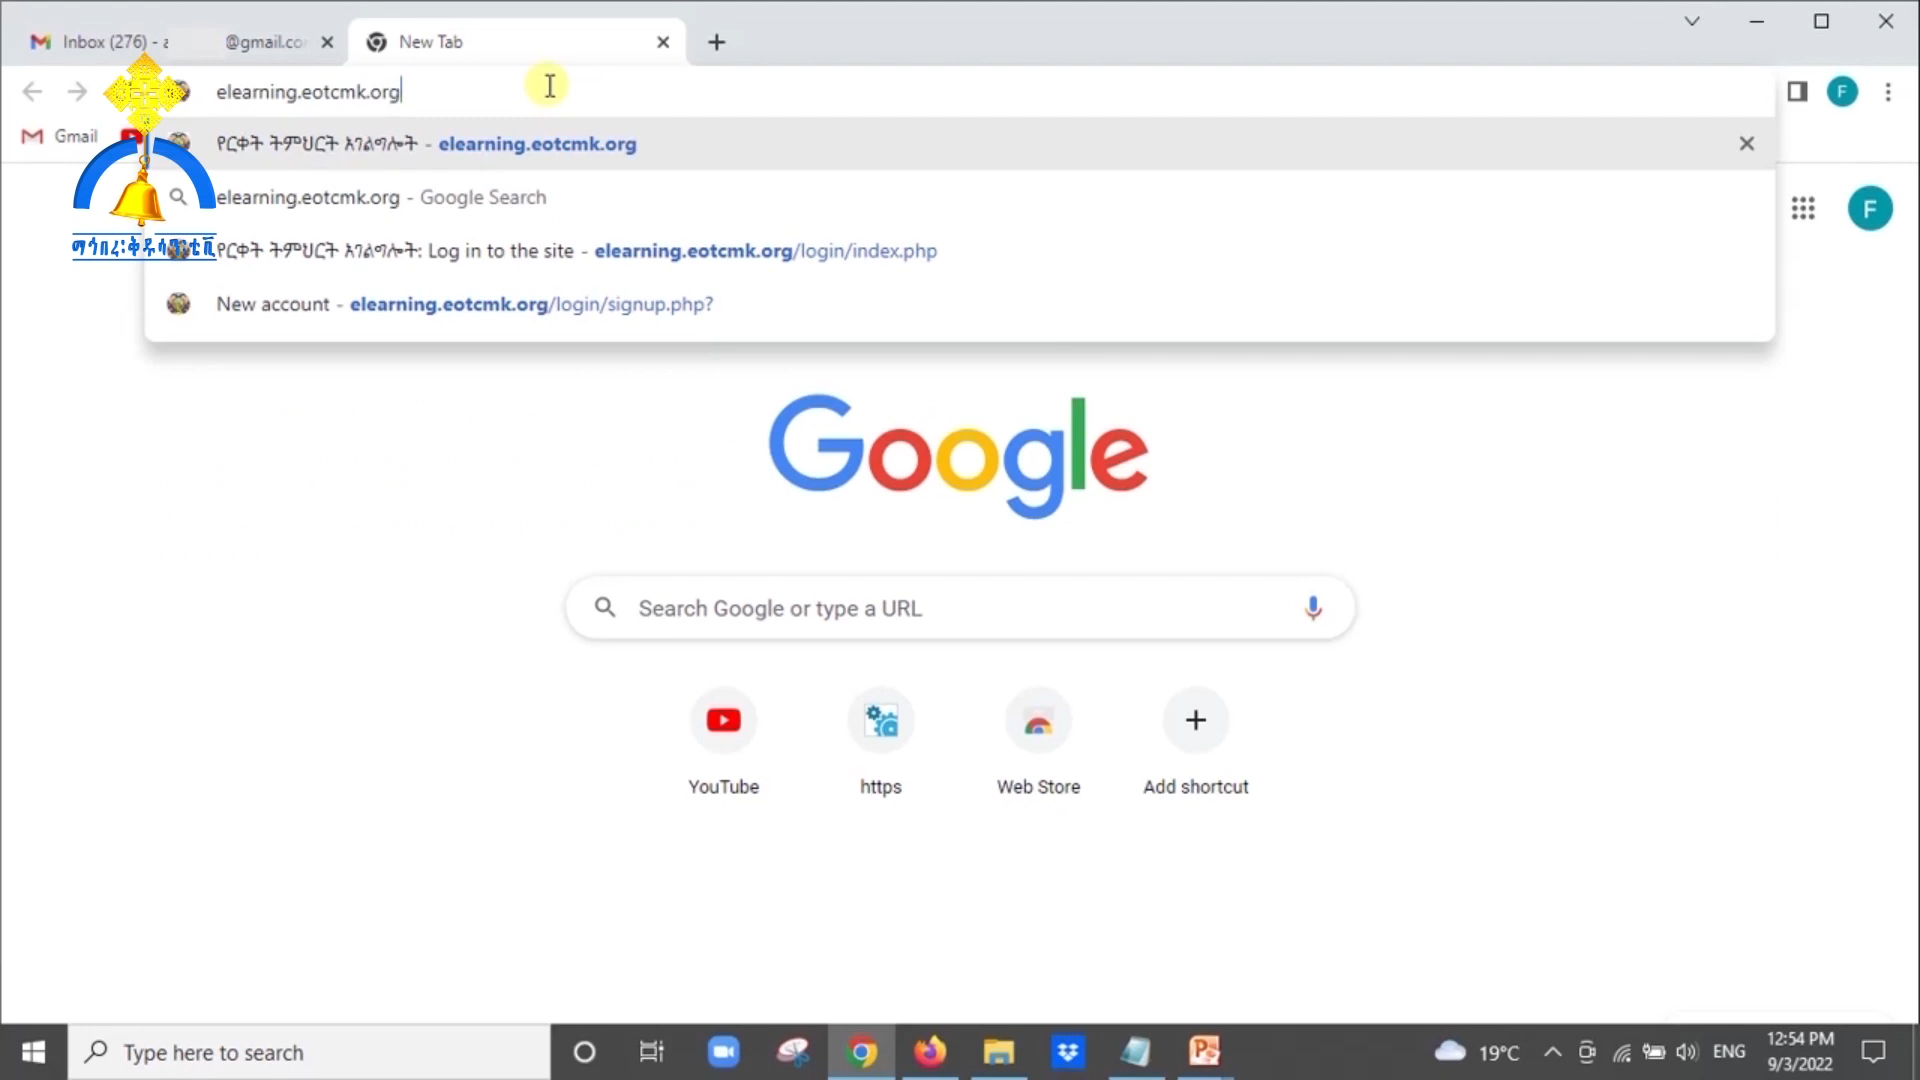 Inbox (276) - a @gmail.co
New Tab
elearning.eotcmk.org
Gmail
የርቀት ትምህርት አገልግሎት - elearning.eotcmk.org
elearning.eotcmk.org - Google Search
ማኅበረ፡ቅዱሳን፡ቲቪ
የርቀት ትምህርት አገልግሎት: Log in to the site - elearning.eotcmk.org/login/index.php
New account - elearning.eotcmk.org/login/signup.php?
F
F
Google
Search Google or type a URL
YouTube
https
Web Store
Add shortcut
Type here to search
19°C
ENG
12:54 PM
9/3/2022